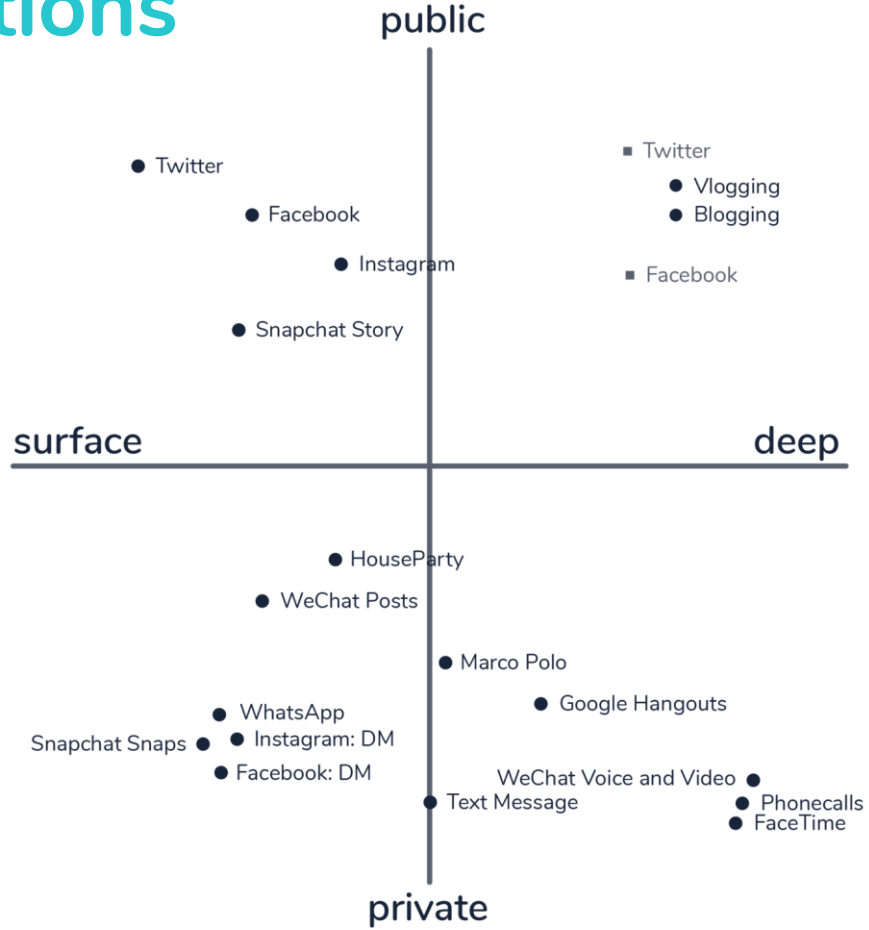 tions
public
Twitter
Twitter
Vlogging
Facebook
Blogging
Instagram
Facebook
Snapchat Story
surface
deep
HouseParty
WeChat Posts
Marco Polo
Google Hangouts
WhatsApp
Instagram: DM
Snapchat Snaps
Facebook: DM
WeChat Voice and Video
Text Message
Phonecalls
FaceTime
private